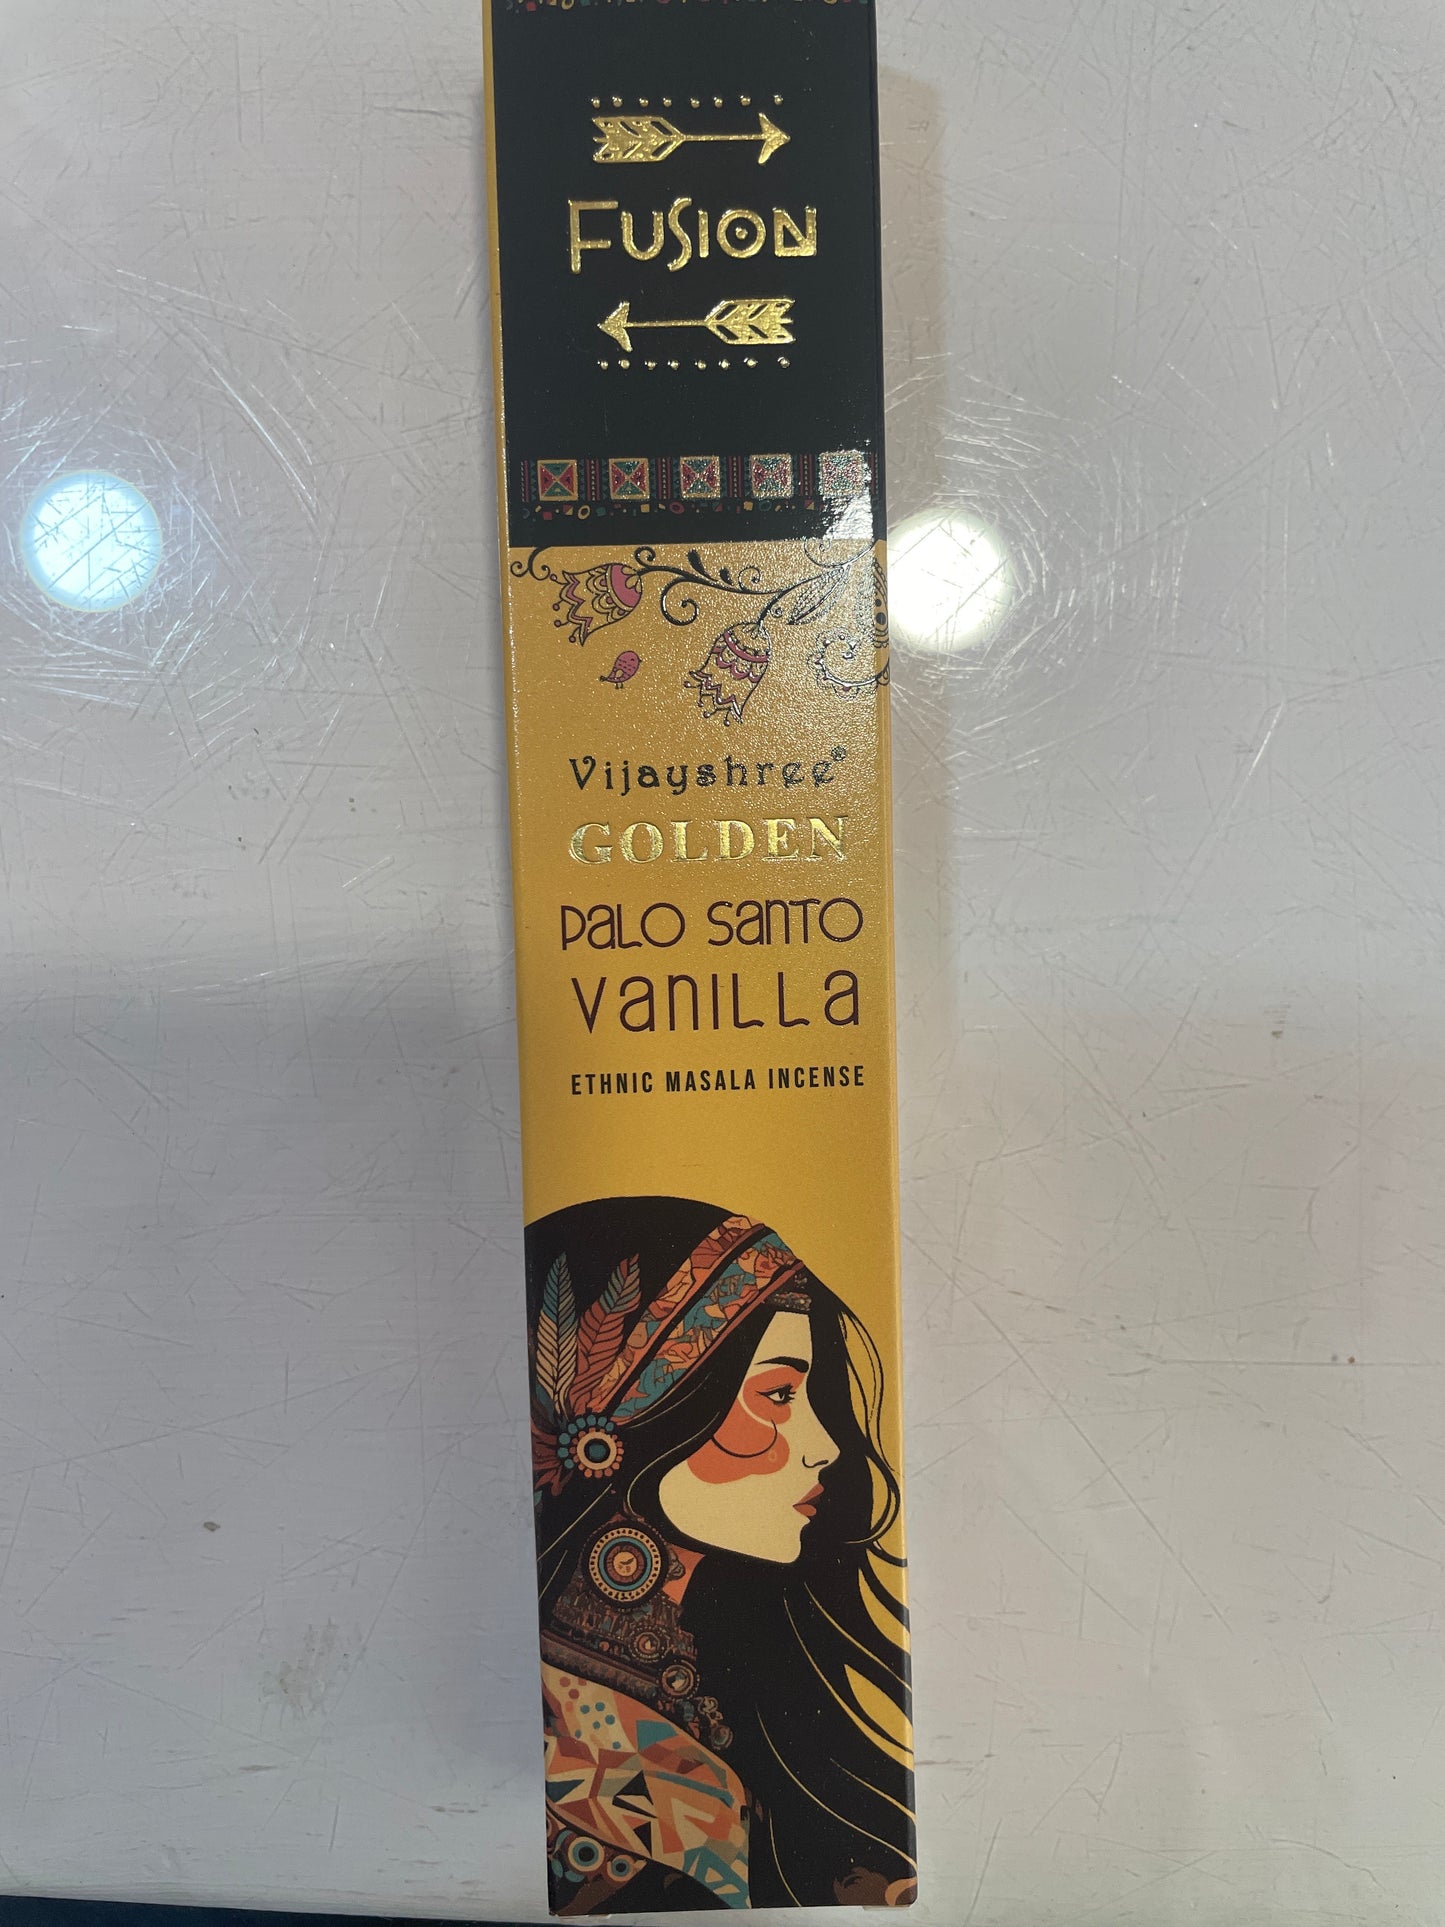 FUSION
Vijayshree®
GOLDEN
PALO SANTO
VANILLA
ETHNIC MASALA INCENSE